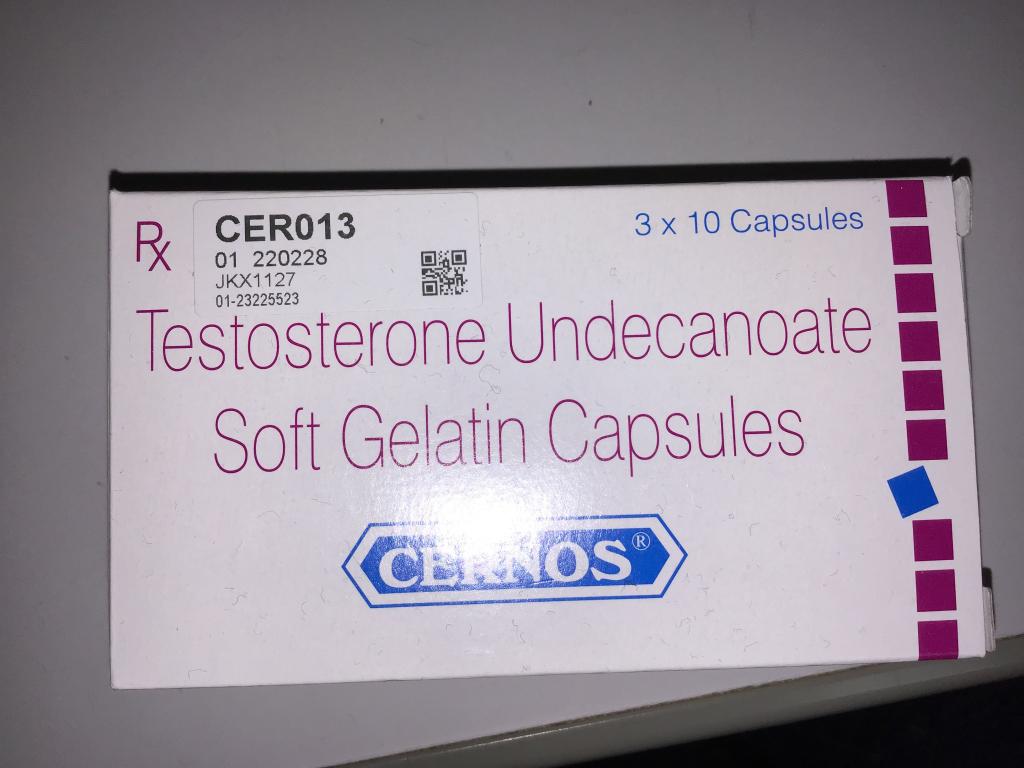 Rx
CER013
01 220228
JKX1127
01-23225523
3 x 10 Capsules
Testosterone Undecanoate
Soft Gelatin Capsules
CERNOS®